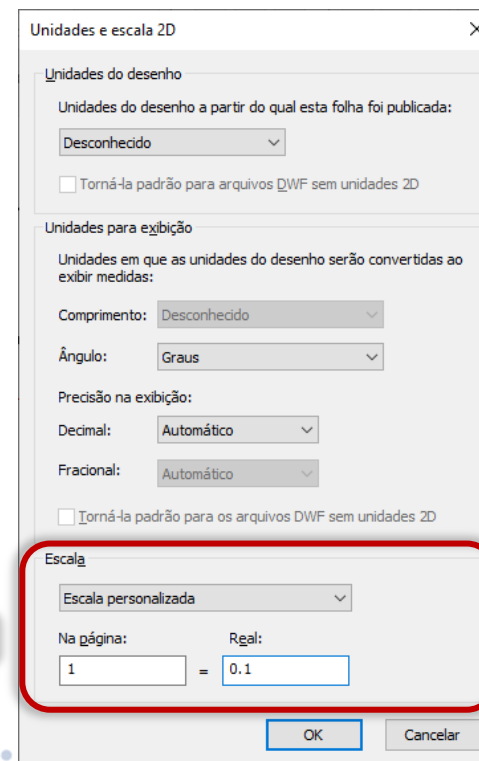 Unidades e escala 2D
Unidades do desenho
Unidades do desenho a partir do qual esta folha foi publicada:
Desconhecido
Torná-la padrão para arquivos DWF sem unidades 2D
Unidades para exibição
Unidades em que as unidades do desenho serão convertidas ao
exibir medidas:
Comprimento: Desconhecido
Ângulo: Graus
Precisão na exibição:
Decimal: Automático
Fracional: Automático
Torná-la padrão para os arquivos DWF sem unidades 2D
Escala
Escala personalizada
Na página: Real:
1 = 0.1
OK Cancelar